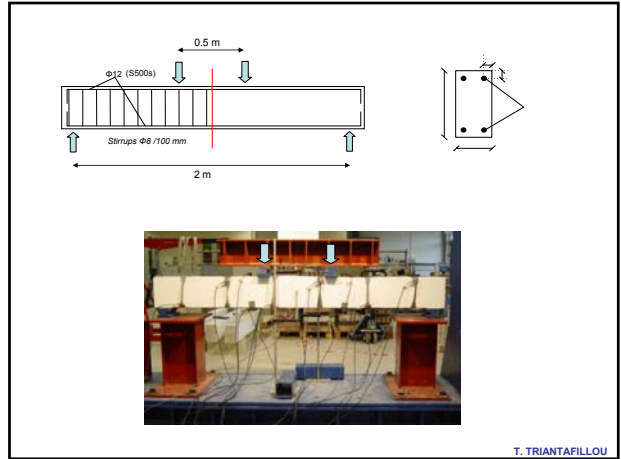 0.5 m
Φ12 (S500s)
Stirrups Φ8 /100 mm
2 m
T. TRIANTAFILLOU